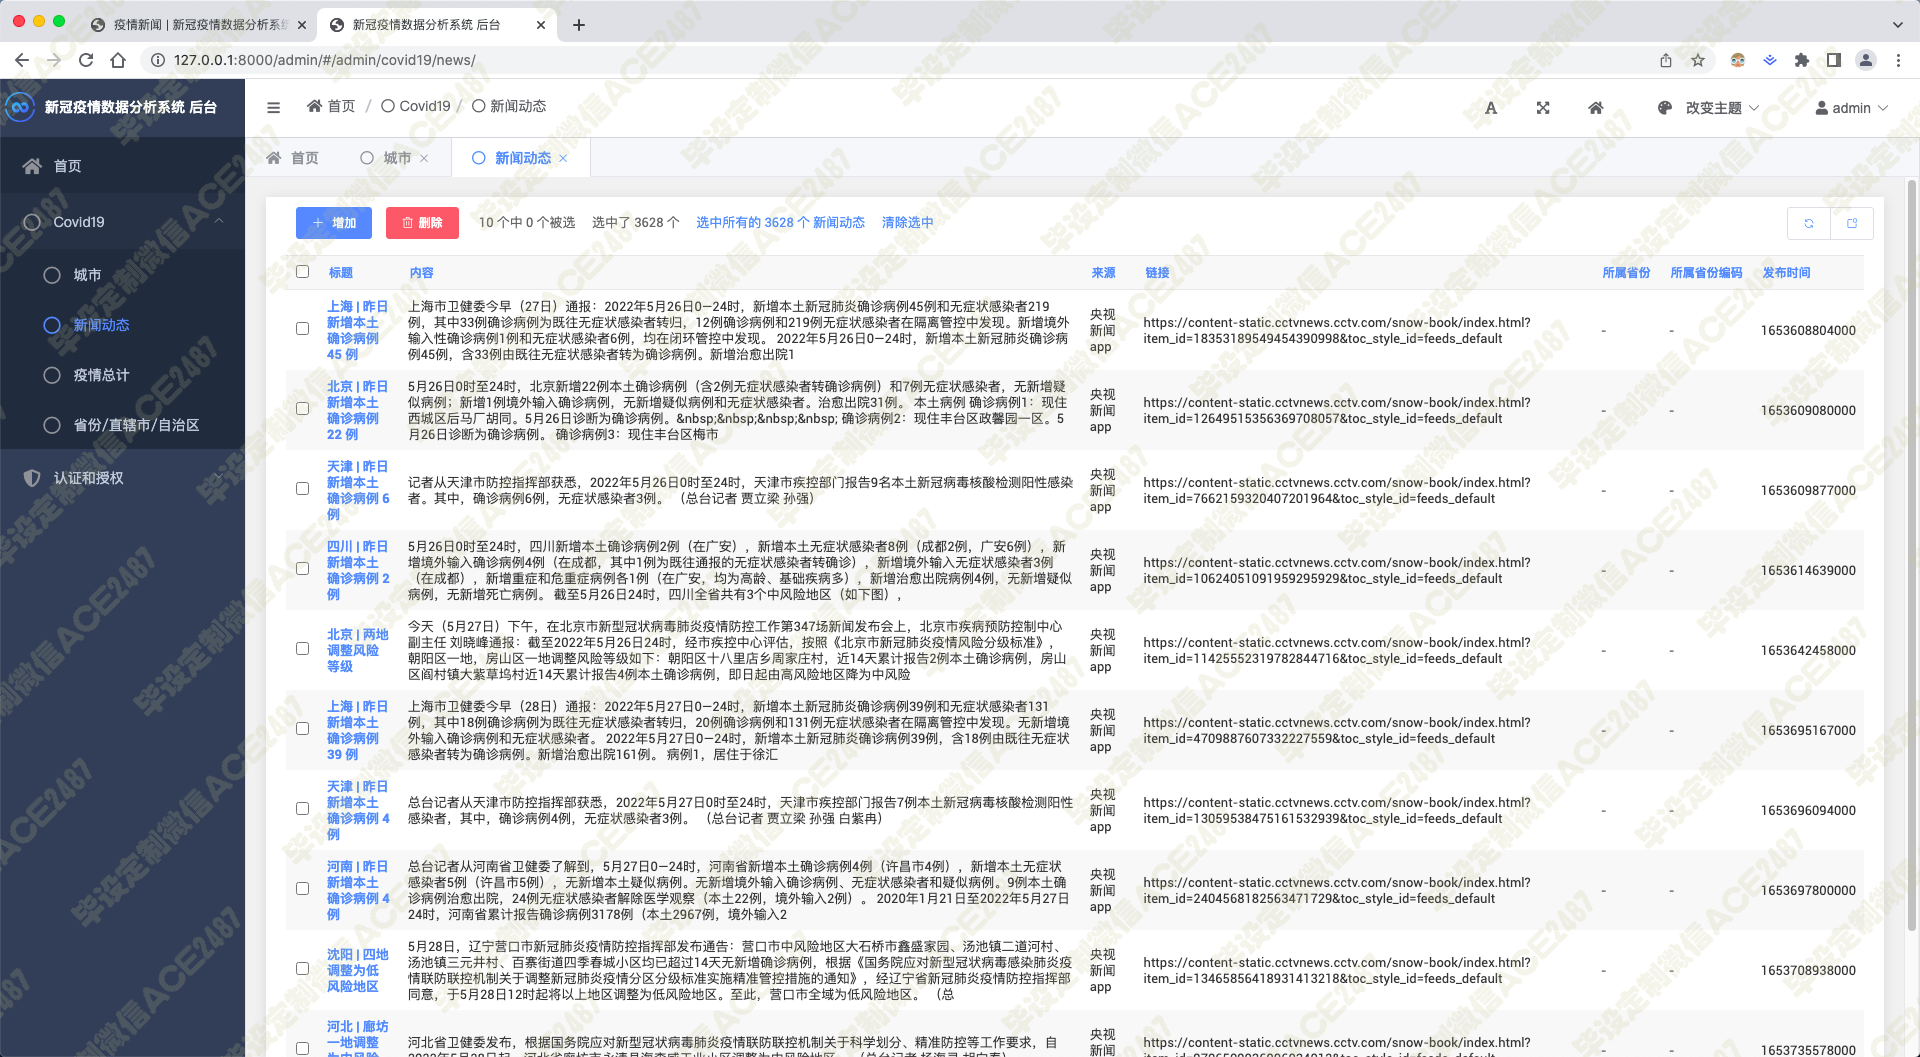 疫情新闻 | 新冠疫情数据分析系统
新冠疫情数据分析系统 后台
127.0.0.1:8000/admin/#/admin/covid19/news/
新冠疫情数据分析系统 后台
首页 / Covid19 / 新闻动态
改变主题
admin
首页
Covid19
城市
新闻动态
疫情总计
省份/直辖市/自治区
认证和授权
首页
城市
新闻动态
增加
删除
10 个中 0 个被选
选中了 3628 个
选中所有的 3628 个 新闻动态
清除选中
标题 内容 来源 链接 所属省份 所属省份编码 发布时间
上海 | 昨日
新增本土
确诊病例
45 例
上海市卫健委今早（27日）通报：2022年5月26日0—24时，新增本土新冠肺炎确诊病例45例和无症状感染者219
例，其中33例确诊病例为既往无症状感染者转归，12例确诊病例和219例无症状感染者在隔离管控中发现。新增境外
输入性确诊病例1例和无症状感染者6例，均在闭环管控中发现。 2022年5月26日0—24时，新增本土新冠肺炎确诊病
例45例，含33例由既往无症状感染者转为确诊病例。新增治愈出院1
央视
新闻
app
https://content-static.cctvnews.cctv.com/snow-book/index.html?
item_id=18353189549454390998&toc_style_id=feeds_default
-
-
1653608804000
北京 | 昨日
新增本土
确诊病例
22 例
5月26日0时至24时，北京新增22例本土确诊病例（含2例无症状感染者转确诊病例）和7例无症状感染者，无新增疑
似病例；新增1例境外输入确诊病例，无新增疑似病例和无症状感染者。治愈出院31例。 本土病例 确诊病例1：现住
西城区后马厂胡同。5月26日诊断为确诊病例。&nbsp;&nbsp;&nbsp;&nbsp; 确诊病例2：现住丰台区政馨园一区。5
月26日诊断为确诊病例。 确诊病例3：现住丰台区梅市
央视
新闻
app
https://content-static.cctvnews.cctv.com/snow-book/index.html?
item_id=12649515356369708057&toc_style_id=feeds_default
-
-
1653609080000
天津 | 昨日
新增本土
确诊病例 6
例
记者从天津市防控指挥部获悉，2022年5月26日0时至24时，天津市疾控部门报告9名本土新冠病毒核酸检测阳性感染
者。其中，确诊病例6例，无症状感染者3例。 （总台记者 贾立梁 孙强）
央视
新闻
app
https://content-static.cctvnews.cctv.com/snow-book/index.html?
item_id=7662159320407201964&toc_style_id=feeds_default
-
-
1653609877000
四川 | 昨日
新增本土
确诊病例 2
例
5月26日0时至24时，四川新增本土确诊病例2例（在广安），新增本土无症状感染者8例（成都2例，广安6例），新
增境外输入确诊病例4例（在成都，其中1例为既往通报的无症状感染者转确诊），新增境外输入无症状感染者3例
（在成都），新增重症和危重症病例各1例（在广安，均为高龄、基础疾病多），新增治愈出院病例4例，无新增疑似
病例，无新增死亡病例。 截至5月26日24时，四川全省共有3个中风险地区（如下图），
央视
新闻
app
https://content-static.cctvnews.cctv.com/snow-book/index.html?
item_id=10624051091959295929&toc_style_id=feeds_default
-
-
1653614639000
北京 | 两地
调整风险
等级
今天（5月27日）下午，在北京市新型冠状病毒肺炎疫情防控工作第347场新闻发布会上，北京市疾病预防控制中心
副主任 刘晓峰通报：截至2022年5月26日24时，经市疾控中心评估，按照《北京市新冠肺炎疫情风险分级标准》，
朝阳区一地，房山区一地调整风险等级如下：朝阳区十八里店乡周家庄村，近14天累计报告2例本土确诊病例，房山
区阎村镇大紫草坞村近14天累计报告4例本土确诊病例，即日起由高风险地区降为中风险
央视
新闻
app
https://content-static.cctvnews.cctv.com/snow-book/index.html?
item_id=11425552319782844716&toc_style_id=feeds_default
-
-
1653642458000
上海 | 昨日
新增本土
确诊病例
39 例
上海市卫健委今早（28日）通报：2022年5月27日0—24时，新增本土新冠肺炎确诊病例39例和无症状感染者131
例，其中18例确诊病例为既往无症状感染者转归，20例确诊病例和131例无症状感染者在隔离管控中发现。无新增境
外输入确诊病例和无症状感染者。 2022年5月27日0—24时，新增本土新冠肺炎确诊病例39例，含18例由既往无症状
感染者转为确诊病例。新增治愈出院161例。 病例1，居住于徐汇
央视
新闻
app
https://content-static.cctvnews.cctv.com/snow-book/index.html?
item_id=4709887607332227559&toc_style_id=feeds_default
-
-
1653695167000
天津 | 昨日
新增本土
确诊病例 4
例
总台记者从天津市防控指挥部获悉，2022年5月27日0时至24时，天津市疾控部门报告7例本土新冠病毒核酸检测阳性
感染者，其中，确诊病例4例，无症状感染者3例。 （总台记者 贾立梁 孙强 白紫冉）
央视
新闻
app
https://content-static.cctvnews.cctv.com/snow-book/index.html?
item_id=13059538475161532939&toc_style_id=feeds_default
-
-
1653696094000
河南 | 昨日
新增本土
确诊病例 4
例
总台记者从河南省卫健委了解到，5月27日0—24时，河南省新增本土确诊病例4例（许昌市4例），新增本土无症状
感染者5例（许昌市5例），无新增本土疑似病例。无新增境外输入确诊病例、无症状感染者和疑似病例。9例本土确
诊病例治愈出院，24例无症状感染者解除医学观察（本土22例，境外输入2例）。 2020年1月21日至2022年5月27日
24时，河南省累计报告确诊病例3178例（本土2967例，境外输入2
央视
新闻
app
https://content-static.cctvnews.cctv.com/snow-book/index.html?
item_id=2404568182563471729&toc_style_id=feeds_default
-
-
1653697800000
沈阳 | 四地
调整为低
风险地区
5月28日，辽宁营口市新冠肺炎疫情防控指挥部发布通告：营口市中风险地区大石桥市鑫盛家园、汤池镇二道河村、
汤池镇三元井村、百寨街道四季春城小区均已超过14天无新增确诊病例，根据《国务院应对新型冠状病毒感染肺炎疫
情联防联控机制关于调整新冠肺炎疫情分区分级标准实施精准管控措施的通知》，经辽宁省新冠肺炎疫情防控指挥部
同意，于5月28日12时起将以上地区调整为低风险地区。至此，营口市全域为低风险地区。 （总
央视
新闻
app
https://content-static.cctvnews.cctv.com/snow-book/index.html?
item_id=13465856418931413218&toc_style_id=feeds_default
-
-
1653708938000
河北 | 廊坊
一地调整
河北省卫健委发布，根据国务院应对新型冠状病毒肺炎疫情联防联控机制关于科学划分、精准防控等工作要求，自
央视
新闻
https://content-static.cctvnews.cctv.com/snow-book/index.html?
-
-
1653735578000
毕设定制微信ACE2487